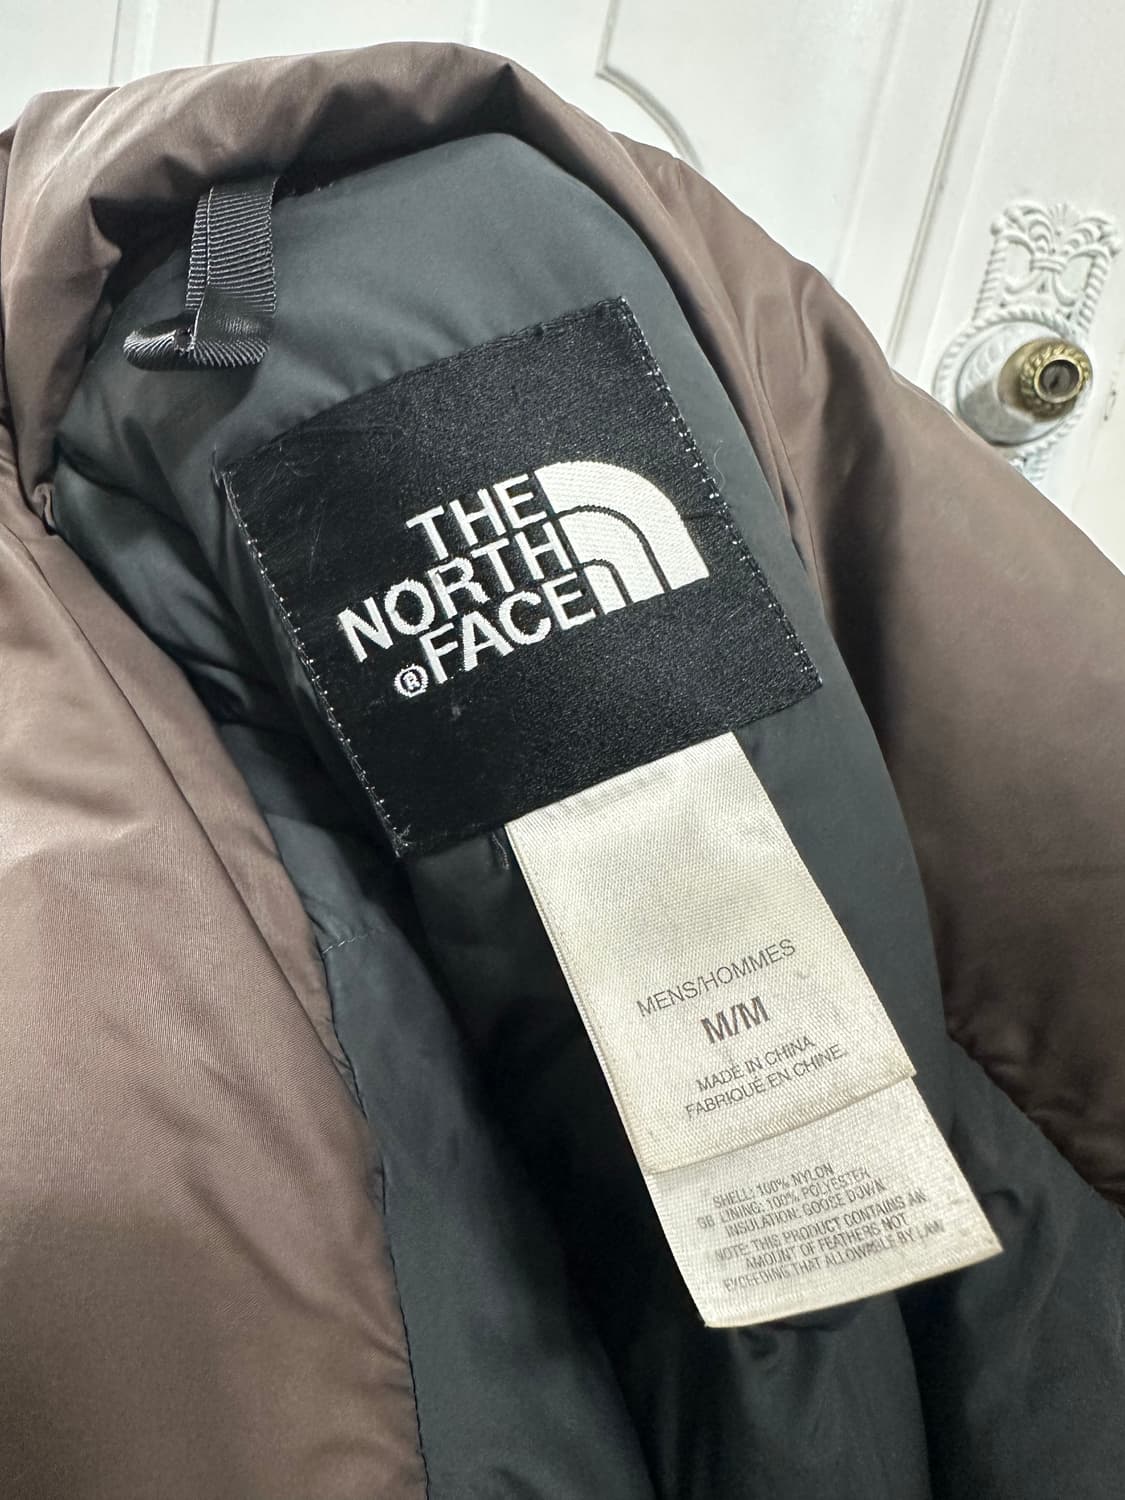 THE
NORTH
® FACE
MENS/HOMMES
M/M
MADE IN CHINA
FABRIQUÉ EN CHINE
SHELL: 100% NYLON
GB LINING: 100% POLYESTER
INSULATION: GOOSE DOWN
NOTE: THIS PRODUCT CONTAINS AN
AMOUNT OF FEATHERS NOT
EXCEEDING THAT ALLOWABLE BY LAW